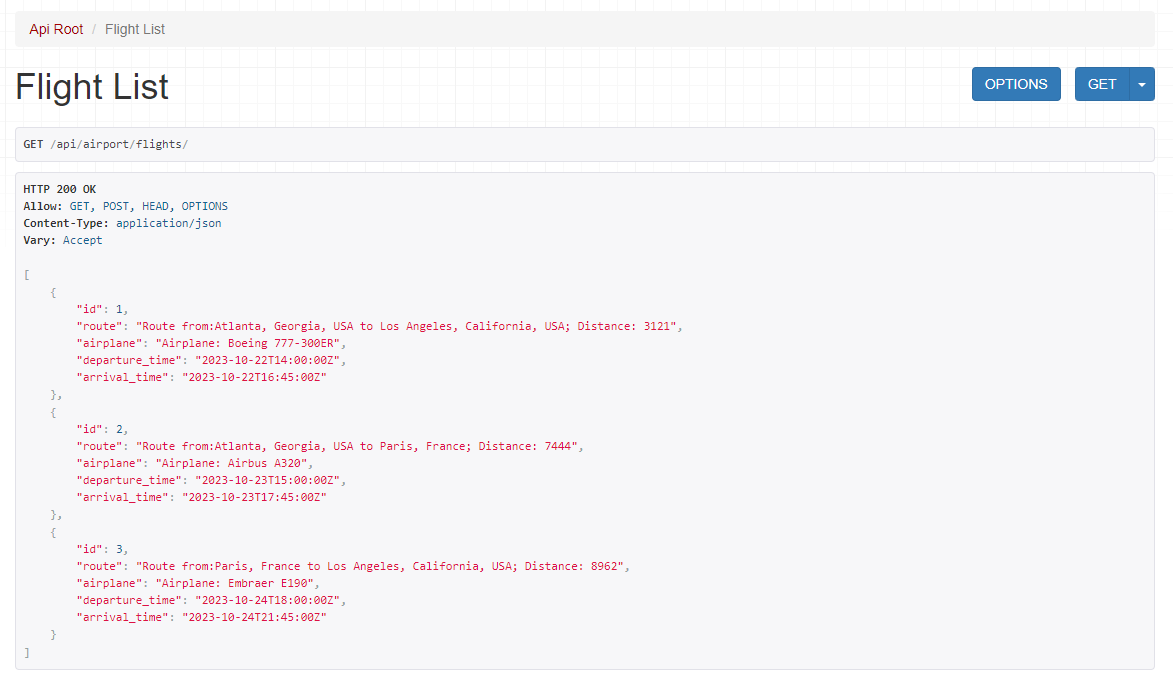 Api Root / Flight List
Flight List
OPTIONS GET
GET /api/airport/flights/
HTTP 200 OK
Allow: GET, POST, HEAD, OPTIONS
Content-Type: application/json
Vary: Accept
[
    {
        "id": 1,
        "route": "Route from:Atlanta, Georgia, USA to Los Angeles, California, USA; Distance: 3121",
        "airplane": "Airplane: Boeing 777-300ER",
        "departure_time": "2023-10-22T14:00:00Z",
        "arrival_time": "2023-10-22T16:45:00Z"
    },
    {
        "id": 2,
        "route": "Route from:Atlanta, Georgia, USA to Paris, France; Distance: 7444",
        "airplane": "Airplane: Airbus A320",
        "departure_time": "2023-10-23T15:00:00Z",
        "arrival_time": "2023-10-23T17:45:00Z"
    },
    {
        "id": 3,
        "route": "Route from:Paris, France to Los Angeles, California, USA; Distance: 8962",
        "airplane": "Airplane: Embraer E190",
        "departure_time": "2023-10-24T18:00:00Z",
        "arrival_time": "2023-10-24T21:45:00Z"
    }
]